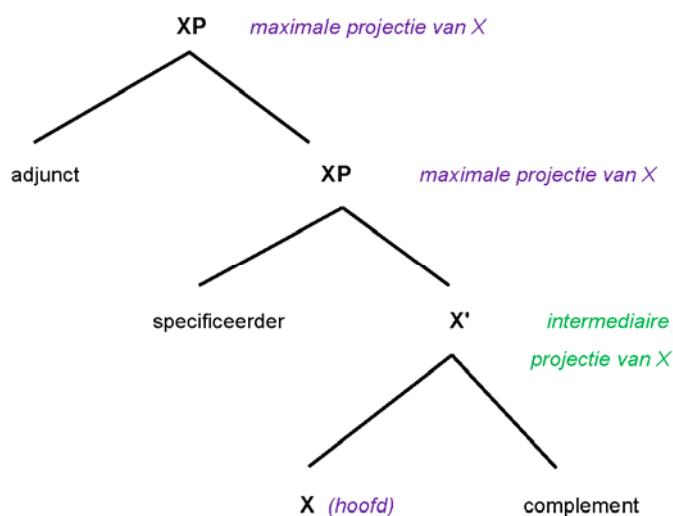 XP maximale projectie van X
adjunct XP maximale projectie van X
specificeerder X' intermediaire
projectie van X
X (hoofd) complement